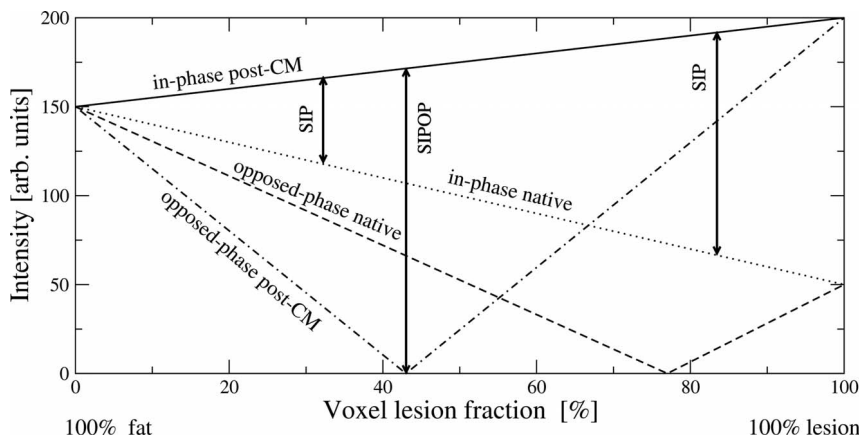 200
150
100
50
0
Intensity [arb. units]
in-phase post-CM
SIP
SIPOP
SIP
in-phase native
opposed-phase native
opposed-phase post-CM
0 20 40 60 80 100
Voxel lesion fraction [%]
100% fat
100% lesion